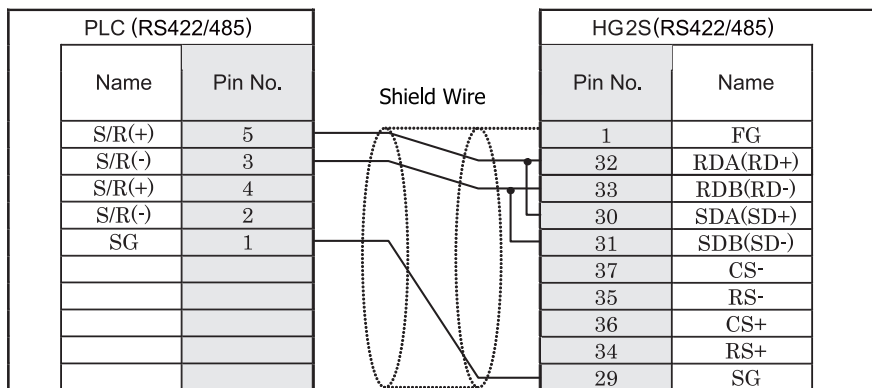 PLC (RS422/485) HG2S(RS422/485)
Name Pin No. Shield Wire Pin No. Name
S/R(+) 5 1 FG
S/R(-) 3 32 RDA(RD+)
S/R(+) 4 33 RDB(RD-)
S/R(-) 2 30 SDA(SD+)
SG 1 31 SDB(SD-)
37 CS-
35 RS-
36 CS+
34 RS+
29 SG